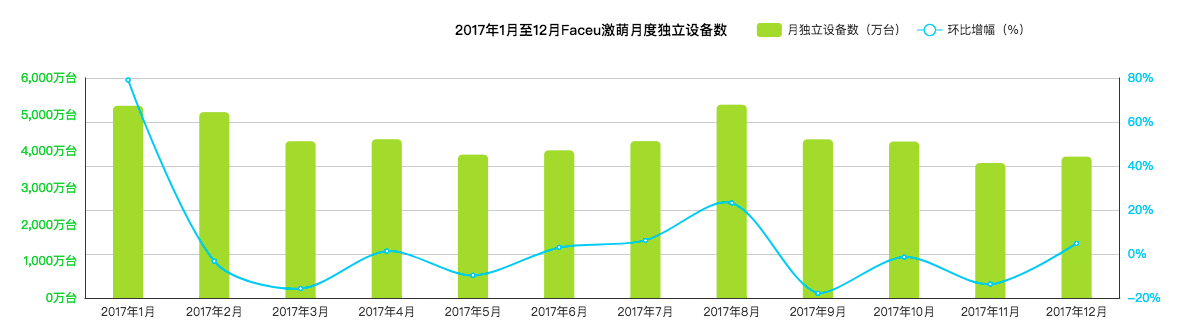 2017年1月至12月Faceu激萌月度独立设备数
月独立设备数（万台）
环比增幅（%）
6,000万台
5,000万台
4,000万台
3,000万台
2,000万台
1,000万台
0万台
80%
60%
40%
20%
0%
-20%
2017年1月 2017年2月 2017年3月 2017年4月 2017年5月 2017年6月 2017年7月 2017年8月 2017年9月 2017年10月 2017年11月 2017年12月